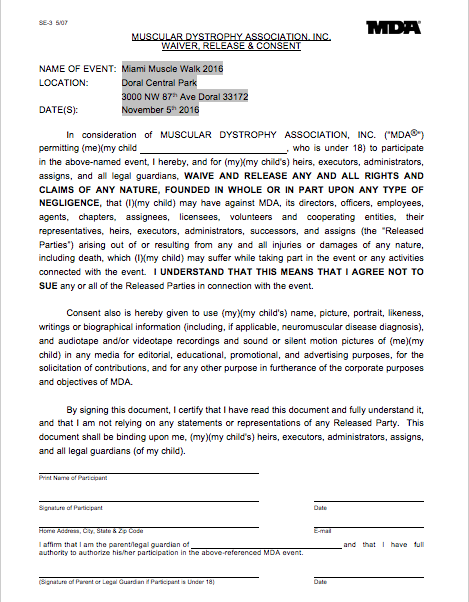 SE-3 5/07
MDA®
MUSCULAR DYSTROPHY ASSOCIATION, INC.
WAIVER, RELEASE & CONSENT
NAME OF EVENT: Miami Muscle Walk 2016
LOCATION: Doral Central Park
3000 NW 87th Ave Doral 33172
DATE(S): November 5th 2016
In consideration of MUSCULAR DYSTROPHY ASSOCIATION, INC. ("MDA®")
permitting (me)(my child ______________________________, who is under 18) to participate
in the above-named event, I hereby, and for (my)(my child's) heirs, executors, administrators,
assigns, and all legal guardians, WAIVE AND RELEASE ANY AND ALL RIGHTS AND
CLAIMS OF ANY NATURE, FOUNDED IN WHOLE OR IN PART UPON ANY TYPE OF
NEGLIGENCE, that (I)(my child) may have against MDA, its directors, officers, employees,
agents, chapters, assignees, licensees, volunteers and cooperating entities, their
representatives, heirs, executors, administrators, successors, and assigns (the "Released
Parties") arising out of or resulting from any and all injuries or damages of any nature,
including death, which (I)(my child) may suffer while taking part in the event or any activities
connected with the event. I UNDERSTAND THAT THIS MEANS THAT I AGREE NOT TO
SUE any or all of the Released Parties in connection with the event.
Consent also is hereby given to use (my)(my child's) name, picture, portrait, likeness,
writings or biographical information (including, if applicable, neuromuscular disease diagnosis),
and audiotape and/or videotape recordings and sound or silent motion pictures of (me)(my
child) in any media for editorial, educational, promotional, and advertising purposes, for the
solicitation of contributions, and for any other purpose in furtherance of the corporate purposes
and objectives of MDA.
By signing this document, I certify that I have read this document and fully understand it,
and that I am not relying on any statements or representations of any Released Party. This
document shall be binding upon me, (my)(my child's) heirs, executors, administrators, assigns,
and all legal guardians (of my child).
Print Name of Participant
Signature of Participant Date
Home Address, City, State & Zip Code E-mail
I affirm that I am the parent/legal guardian of ______________________________ and that I have full
authority to authorize his/her participation in the above-referenced MDA event.
(Signature of Parent or Legal Guardian if Participant is Under 18) Date